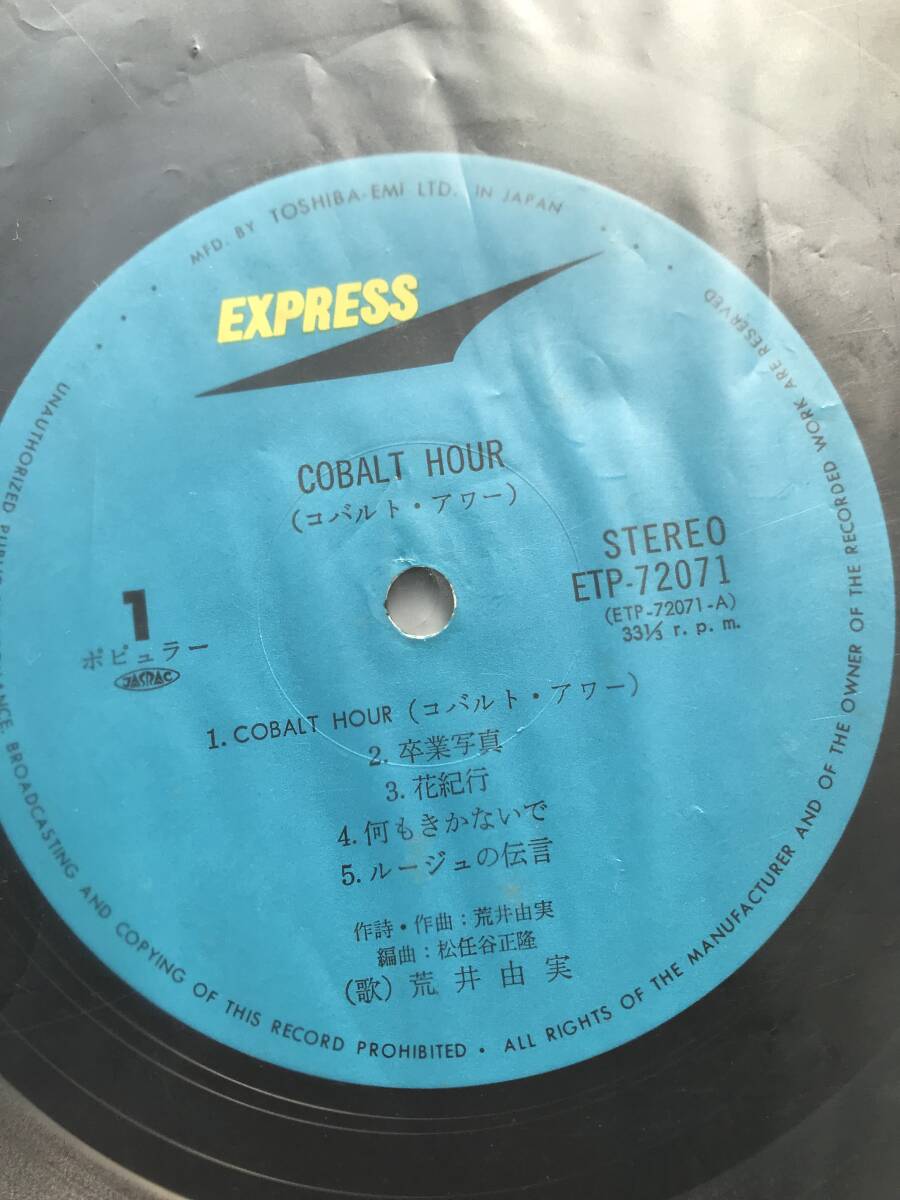 MFD. BY TOSHIBA-EMI LTD. IN JAPAN
EXPRESS
COBALT HOUR
(コバルト・アワー)
STEREO
ETP-72071
(ETP-72071-A)
33⅓ r.p.m.
1
ポピュラー
JASRAC
1. COBALT HOUR (コバルト・アワー)
2. 卒業写真
3. 花紀行
4. 何もきかないで
5. ルージュの伝言
作詩・作曲:荒井由実
編曲:松任谷正隆
(歌) 荒井由実
UNAUTHORIZED BROADCASTING AND COPYING OF THIS RECORD PROHIBITED • ALL RIGHTS OF THE MANUFACTURER AND OF THE OWNER OF THE RECORDED WORK ARE RESERVED